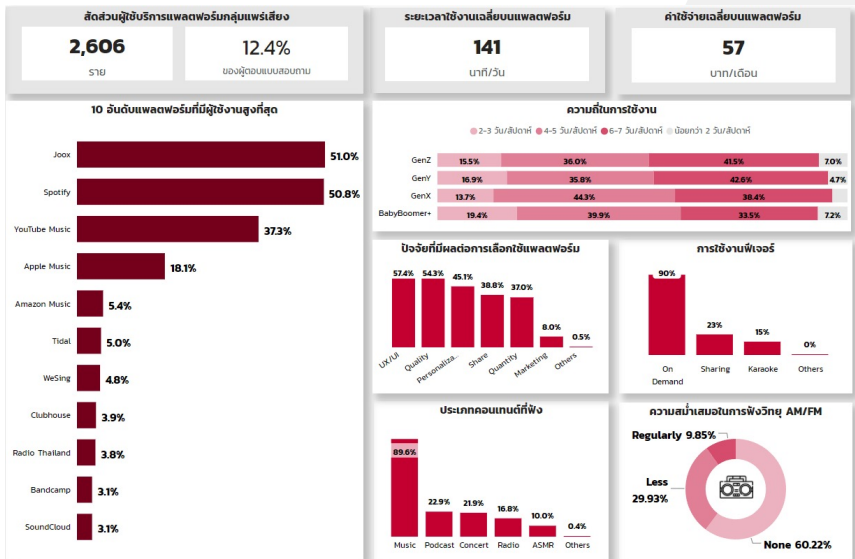 สัดส่วนผู้ใช้บริการแพลตฟอร์มกลุ่มแพร่เสียง
2,606
ราย
12.4%
ของผู้ตอบแบบสอบถาม
ระยะเวลาใช้งานเฉลี่ยบนแพลตฟอร์ม
141
นาที/วัน
ค่าใช้จ่ายเฉลี่ยบนแพลตฟอร์ม
57
บาท/เดือน
10 อันดับแพลตฟอร์มที่มีผู้ใช้งานสูงที่สุด
Joox 51.0%
Spotify 50.8%
YouTube Music 37.3%
Apple Music 18.1%
Amazon Music 5.4%
Tidal 5.0%
WeSing 4.8%
Clubhouse 3.9%
Radio Thailand 3.8%
Bandcamp 3.1%
SoundCloud 3.1%
ความถี่ในการใช้งาน
2-3 วัน/สัปดาห์ 4-5 วัน/สัปดาห์ 6-7 วัน/สัปดาห์ น้อยกว่า 2 วัน/สัปดาห์
GenZ 15.5% 36.0% 41.5% 7.0%
GenY 16.9% 35.8% 42.6% 4.7%
GenX 13.7% 44.3% 38.4%
BabyBoomer+ 19.4% 39.9% 33.5% 7.2%
ปัจจัยที่มีผลต่อการเลือกใช้แพลตฟอร์ม
57.4% 54.3% 45.1% 38.8% 37.0% 8.0% 0.5%
UX/UI Quality Personaliza... Share Quantity Marketing Others
การใช้งานฟีเจอร์
90% 23% 15% 0%
On Demand Sharing Karaoke Others
ประเภทคอนเทนต์ที่ฟัง
89.6% 22.9% 21.9% 16.8% 10.0% 0.4%
Music Podcast Concert Radio ASMR Others
ความสม่ำเสมอในการฟังวิทยุ AM/FM
Regularly 9.85%
Less
29.93%
None 60.22%